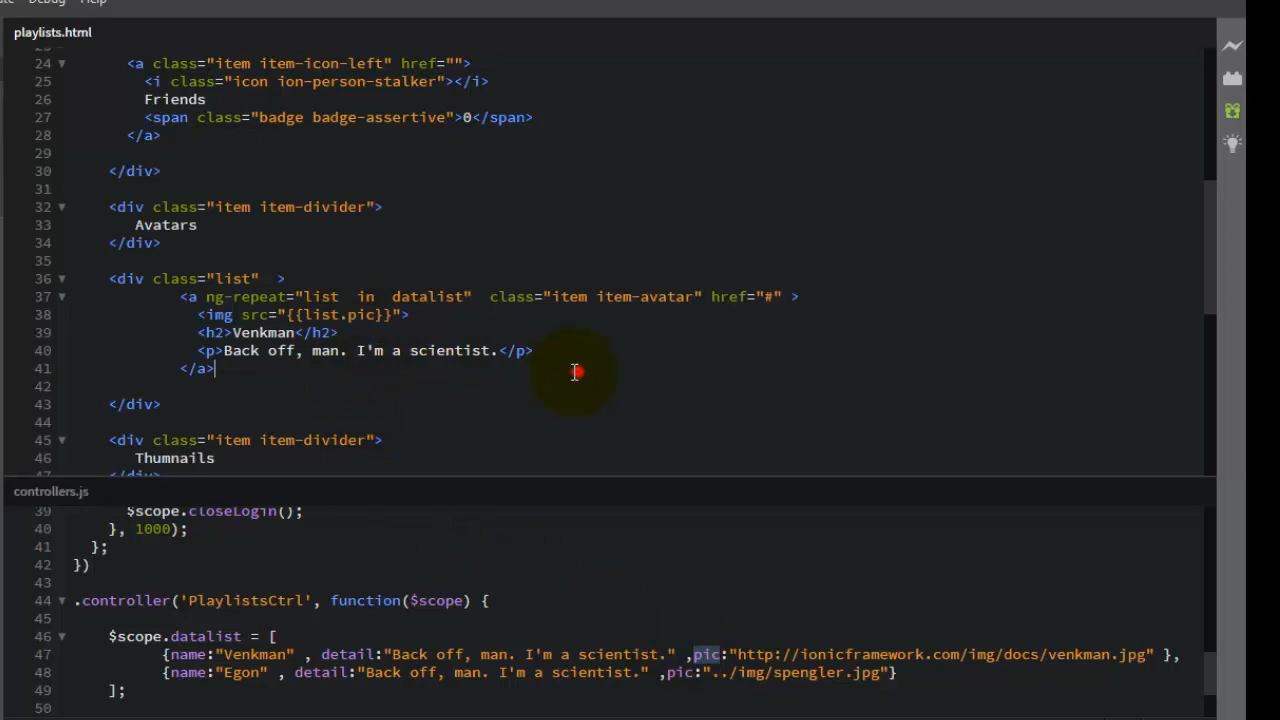 Debug Help
playlists.html
24 <a class="item item-icon-left" href="">
25 <i class="icon ion-person-stalker"></i>
26 Friends
27 <span class="badge badge-assertive">0</span>
28 </a>
29
30 </div>
31
32 <div class="item item-divider">
33 Avatars
34 </div>
35
36 <div class="list"  >
37 <a ng-repeat="list  in  datalist"  class="item item-avatar" href="#" >
38 <img src="{{list.pic}}">
39 <h2>Venkman</h2>
40 <p>Back off, man. I'm a scientist.</p>
41 </a>
42
43 </div>
44
45 <div class="item item-divider">
46 Thumnails
47 </div>
controllers.js
39 $scope.closeLogin();
40 }, 1000);
41 };
42 })
43
44 .controller('PlaylistsCtrl', function($scope) {
45
46 $scope.datalist = [
47 {name:"Venkman" , detail:"Back off, man. I'm a scientist." ,pic:"http://ionicframework.com/img/docs/venkman.jpg" },
48 {name:"Egon" , detail:"Back off, man. I'm a scientist." ,pic:"../img/spengler.jpg"}
49 ];
50